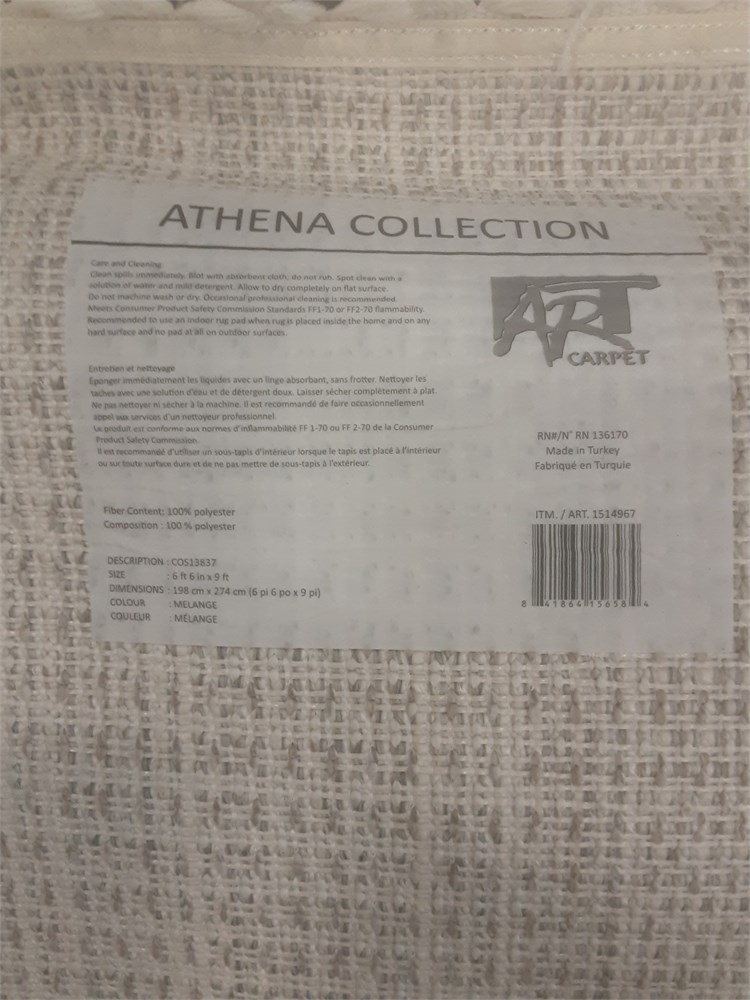 ATHENA COLLECTION
Care and Cleaning
Clean spills immediately. Blot with absorbent cloth; do not rub. Spot clean with a
solution of water and mild detergent. Allow to dry completely on flat surface.
Do not machine wash or dry. Occasional professional cleaning is recommended.
Meets Consumer Product Safety Commission Standards FF1-70 or FF2-70 flammability.
Recommended to use an indoor rug pad when rug is placed inside the home and on any
hard surface and no pad at all on outdoor surfaces.
ART
CARPET
Entretien et nettoyage
Éponger immédiatement les liquides avec un linge absorbant, sans frotter. Nettoyer les
taches avec une solution d'eau et de détergent doux. Laisser sécher complètement à plat.
Ne pas nettoyer ni sécher à la machine. Il est recommandé de faire occasionnellement
appel aux services d'un nettoyeur professionnel.
Le produit est conforme aux normes d'inflammabilité FF 1-70 ou FF 2-70 de la Consumer
Product Safety Commission.
Il est recommandé d'utiliser un sous-tapis d'intérieur lorsque le tapis est placé à l'intérieur
ou sur toute surface dure et de ne pas mettre de sous-tapis à l'extérieur.
RN#/N° RN 136170
Made in Turkey
Fabriqué en Turquie
Fiber Content: 100% polyester
Composition : 100 % polyester
ITM. / ART. 1514967
DESCRIPTION : COS13837
SIZE : 6 ft 6 in x 9 ft
DIMENSIONS : 198 cm x 274 cm (6 pi 6 po x 9 pi)
COLOUR : MELANGE
COULEUR : MÉLANGE
8 41864 15658 4